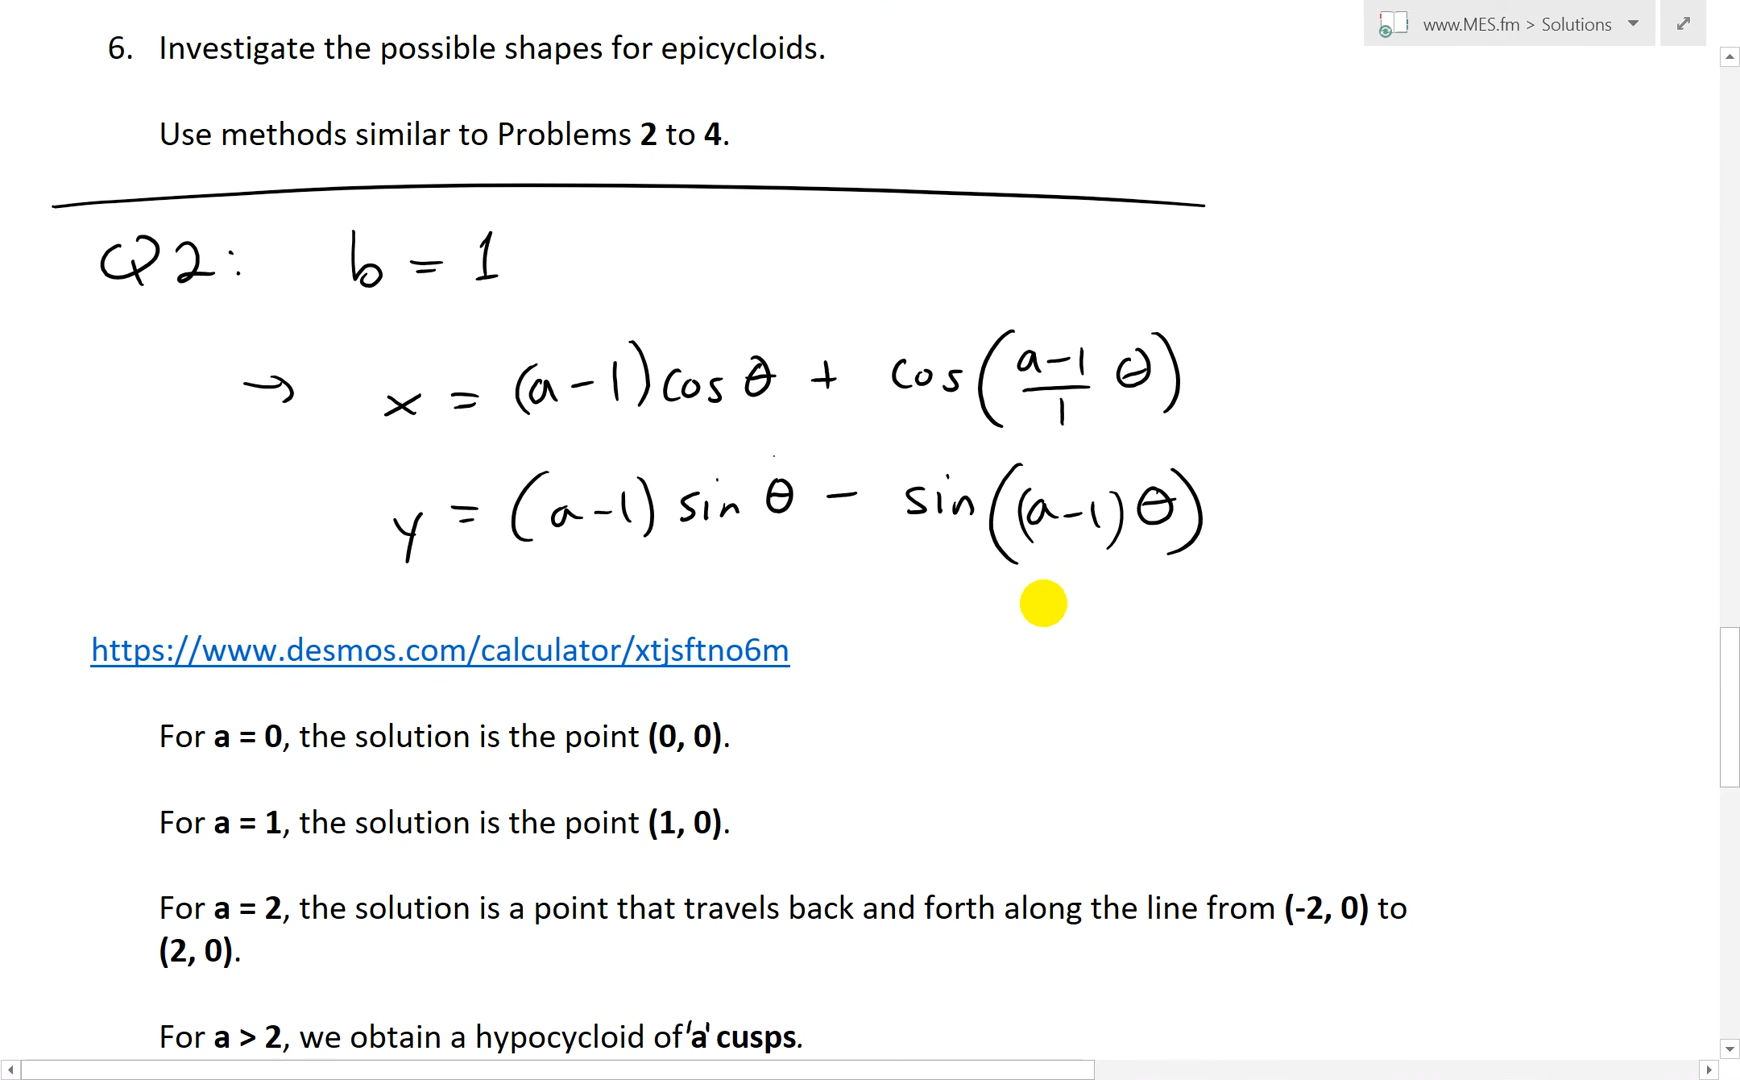 www.MES.fm > Solutions
6. Investigate the possible shapes for epicycloids.
Use methods similar to Problems 2 to 4.
Q2: b = 1
→ x = (a-1)cos θ + cos((a-1)/1 θ)
y = (a-1) sin θ - sin((a-1)θ)
https://www.desmos.com/calculator/xtjsftno6m
For a = 0, the solution is the point (0, 0).
For a = 1, the solution is the point (1, 0).
For a = 2, the solution is a point that travels back and forth along the line from (-2, 0) to
(2, 0).
For a > 2, we obtain a hypocycloid of 'a' cusps.